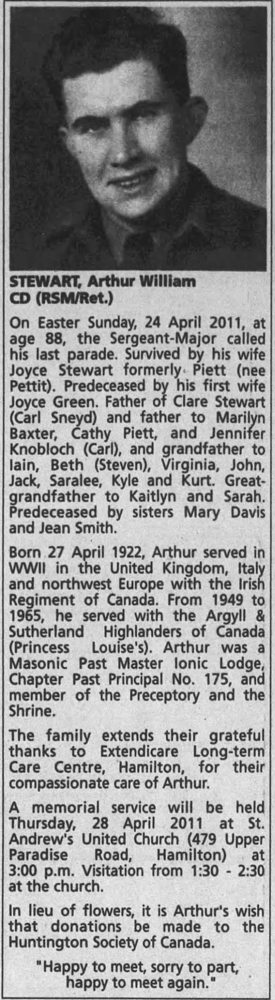 STEWART, Arthur William
CD (RSM/Ret.)
On Easter Sunday, 24 April 2011, at
age 88, the Sergeant-Major called
his last parade. Survived by his wife
Joyce Stewart formerly Piett (nee
Pettit). Predeceased by his first wife
Joyce Green. Father of Clare Stewart
(Carl Sneyd) and father to Marilyn
Baxter, Cathy Piett, and Jennifer
Knobloch (Carl), and grandfather to
Iain, Beth (Steven), Virginia, John,
Jack, Saralee, Kyle and Kurt. Great-
grandfather to Kaitlyn and Sarah.
Predeceased by sisters Mary Davis
and Jean Smith.
Born 27 April 1922, Arthur served in
WWII in the United Kingdom, Italy
and northwest Europe with the Irish
Regiment of Canada. From 1949 to
1965, he served with the Argyll &
Sutherland Highlanders of Canada
(Princess Louise's). Arthur was a
Masonic Past Master Ionic Lodge,
Chapter Past Principal No. 175, and
member of the Preceptory and the
Shrine.
The family extends their grateful
thanks to Extendicare Long-term
Care Centre, Hamilton, for their
compassionate care of Arthur.
A memorial service will be held
Thursday, 28 April 2011 at St.
Andrew's United Church (479 Upper
Paradise Road, Hamilton) at
3:00 p.m. Visitation from 1:30 - 2:30
at the church.
In lieu of flowers, it is Arthur's wish
that donations be made to the
Huntington Society of Canada.
"Happy to meet, sorry to part,
happy to meet again."